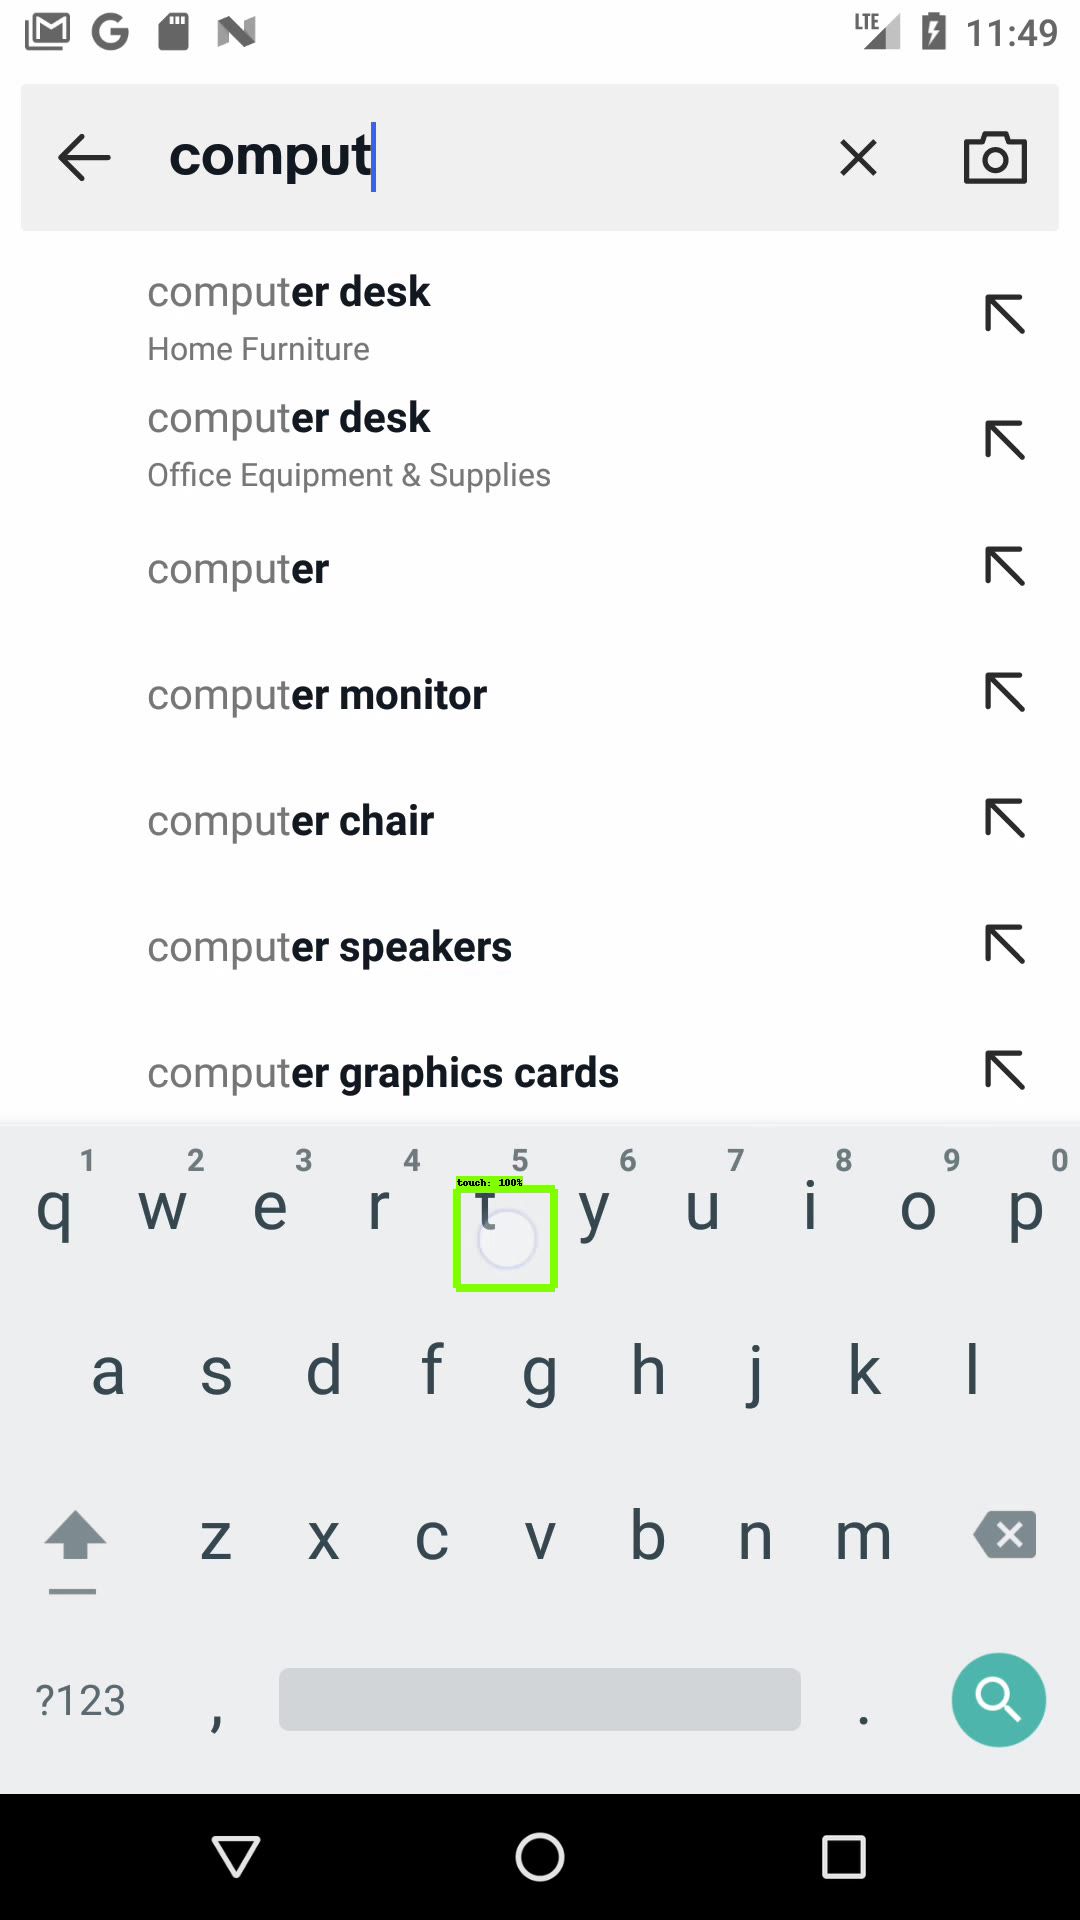 LTE 11:49
comput
computer desk
Home Furniture
computer desk
Office Equipment & Supplies
computer
computer monitor
computer chair
computer speakers
computer graphics cards
1 2 3 4 5 6 7 8 9 0
touch: 100%
q w e r t y u i o p
a s d f g h j k l
z x c v b n m
?123 , .